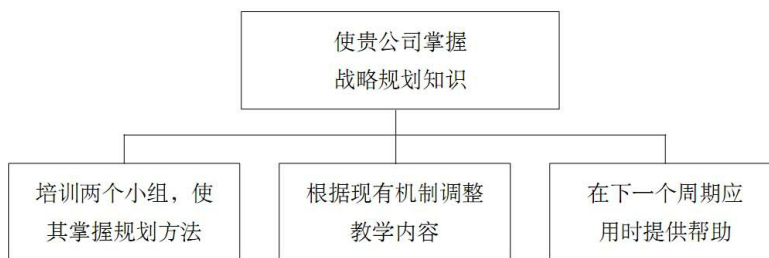 使贵公司掌握
战略规划知识
培训两个小组，使
其掌握规划方法
根据现有机制调整
教学内容
在下一个周期应
用时提供帮助